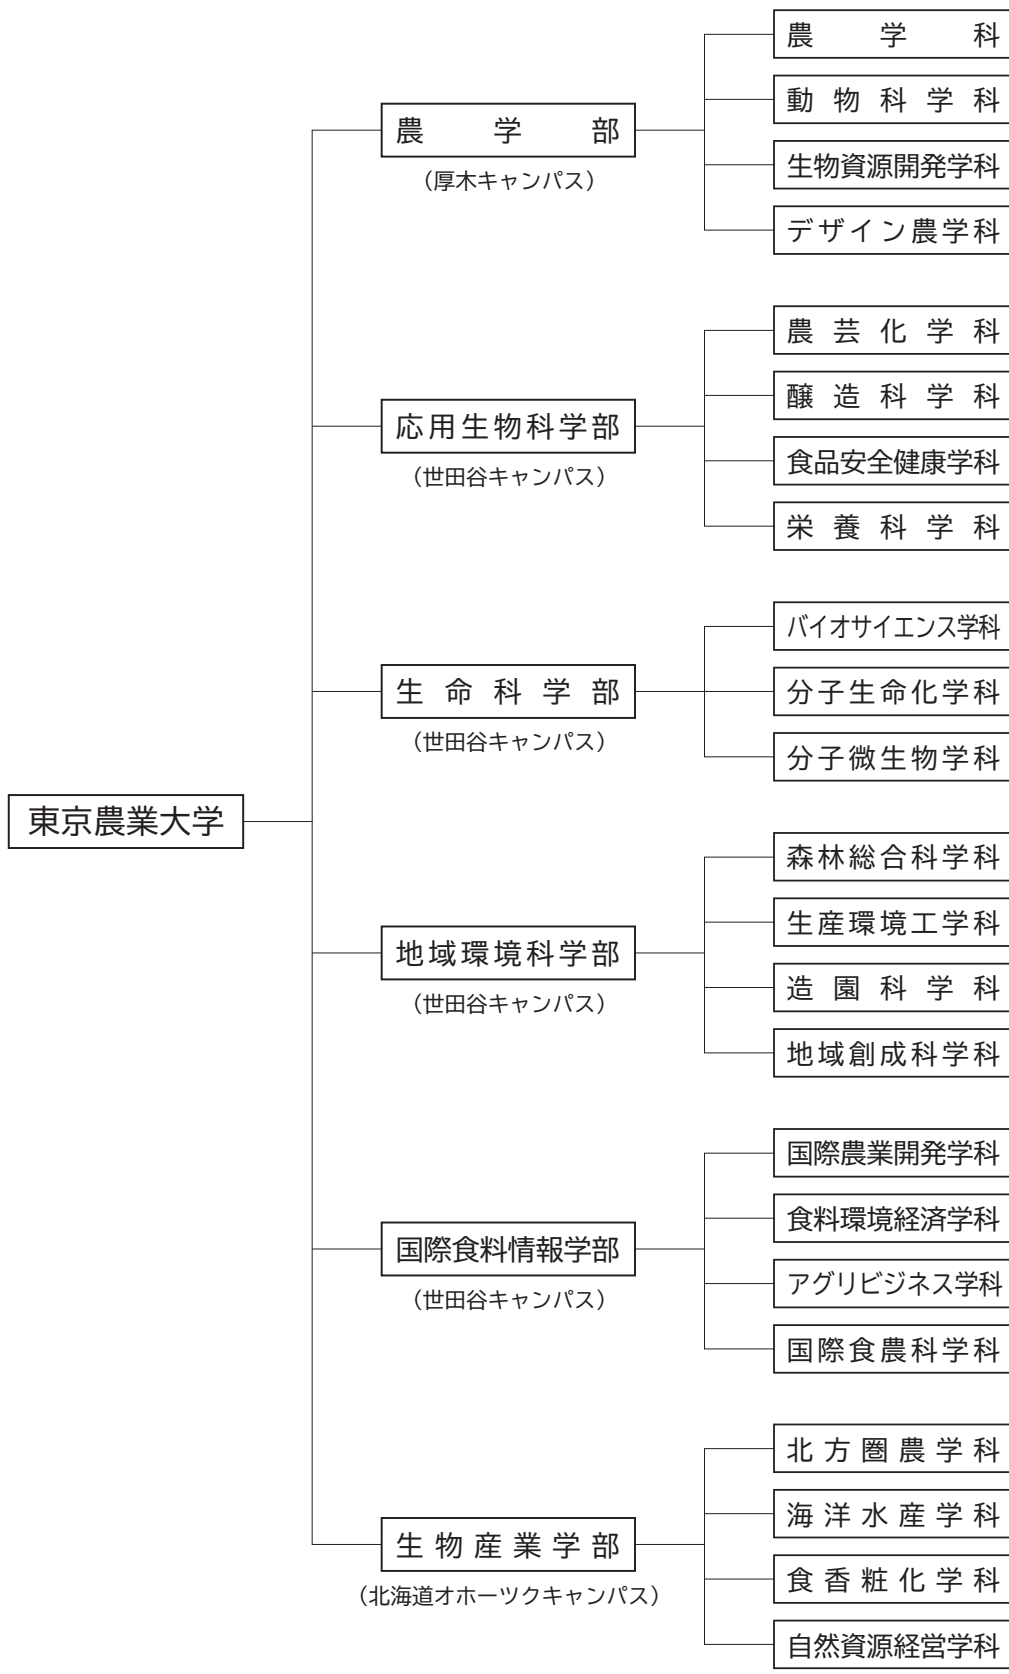 東京農業大学
農学部
（厚木キャンパス）
農学科
動物科学科
生物資源開発学科
デザイン農学科
応用生物科学部
（世田谷キャンパス）
農芸化学科
醸造科学科
食品安全健康学科
栄養科学科
生命科学部
（世田谷キャンパス）
バイオサイエンス学科
分子生命化学科
分子微生物学科
地域環境科学部
（世田谷キャンパス）
森林総合科学科
生産環境工学科
造園科学科
地域創成科学科
国際食料情報学部
（世田谷キャンパス）
国際農業開発学科
食料環境経済学科
アグリビジネス学科
国際食農科学科
生物産業学部
（北海道オホーツクキャンパス）
北方圏農学科
海洋水産学科
食香粧化学科
自然資源経営学科